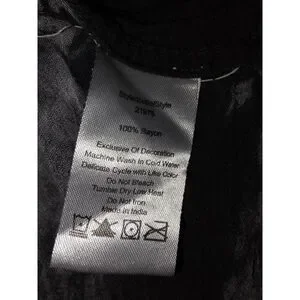 21975
100% Rayon
Exclusive Of Decoration
Machine Wash In Cold Water
Delicate Cycle with Like Color
Do Not Bleach
Tumble Dry Low Heat
Do Not Iron
Made in India